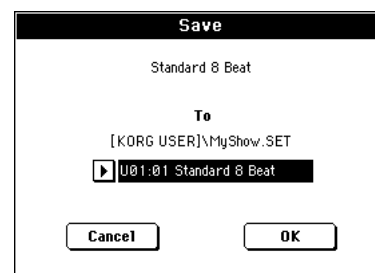 Save
Standard 8 Beat
To
[KORG USER]\MyShow.SET
U01:01 Standard 8 Beat
Cancel OK